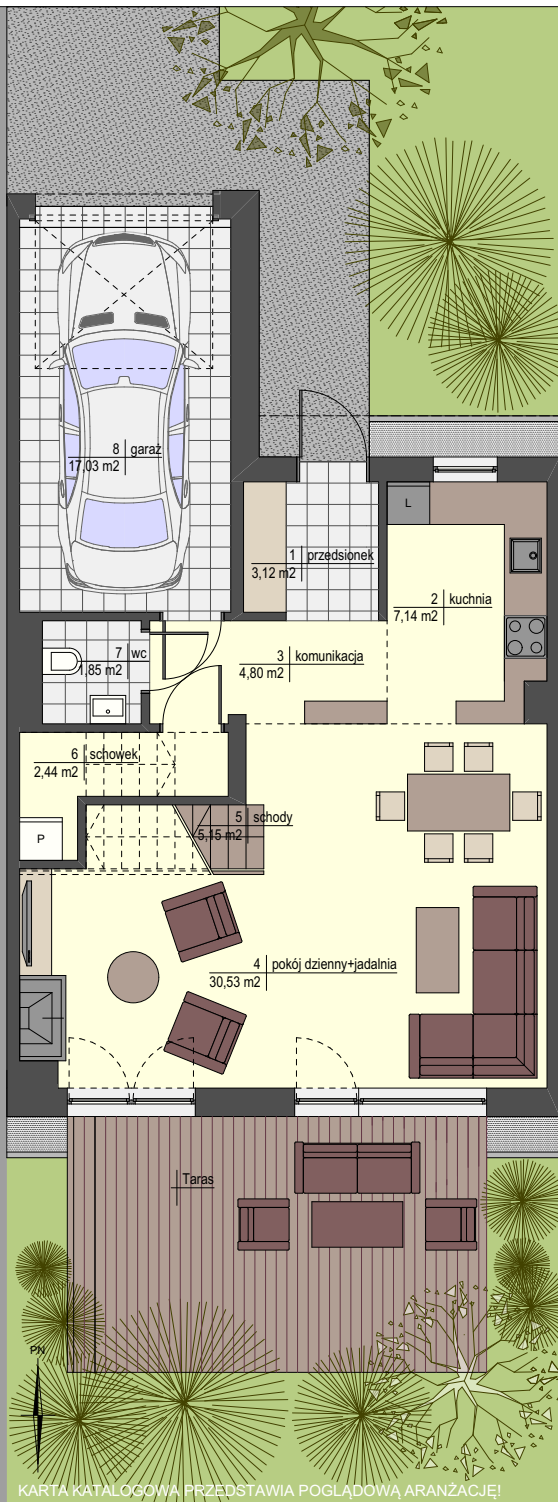 8 garaż
17,03 m2
L
1 przedsionek
3,12 m2
2 kuchnia
7,14 m2
7 wc
1,85 m2
3 komunikacja
4,80 m2
6 schowek
2,44 m2
5 schody
5,15 m2
P
4 pokój dzienny+jadalnia
30,53 m2
Taras
PN
KARTA KATALOGOWA PRZEDSTAWIA POGLĄDOWĄ ARANŻACJĘ!